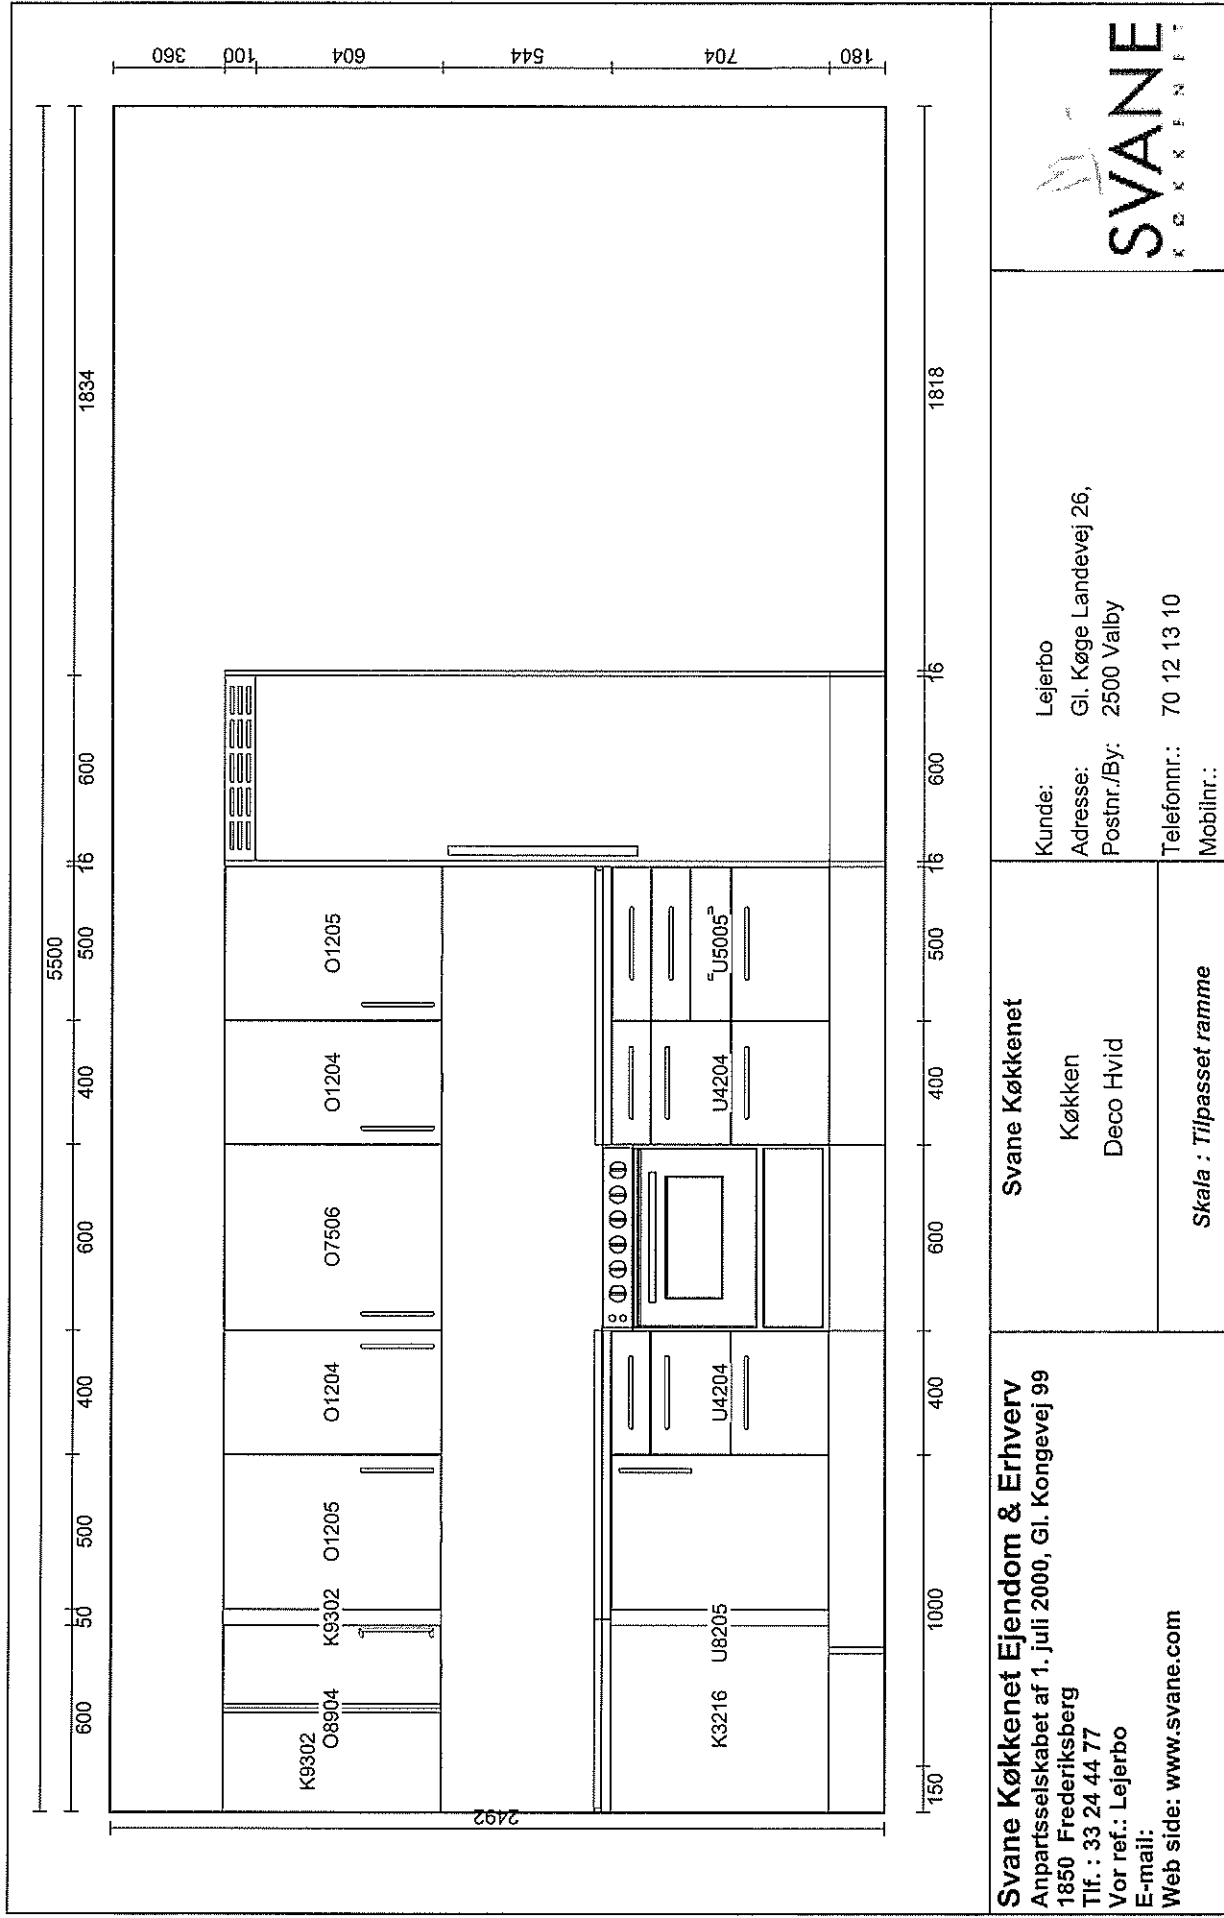 5500
600
50
500
400
600
400
500
16
600
1834
360
100
604
544
704
180
2492
K9302
O8904
K9302
O1205
O1204
O7506
O1204
O1205
K3216
U8205
U4204
U4204
U5005
150
1000
400
600
400
500
16
600
16
1818
Svane Køkkenet Ejendom & Erhverv
Anpartsselskabet af 1. juli 2000, Gl. Kongevej 99
1850 Frederiksberg
Tlf. : 33 24 44 77
Vor ref.: Lejerbo
E-mail:
Web side: www.svane.com
Svane Køkkenet
Køkken
Deco Hvid
Skala : Tilpasset ramme
Kunde: Lejerbo
Adresse: Gl. Køge Landevej 26,
Postnr./By: 2500 Valby
Telefonnr.: 70 12 13 10
Mobilnr.:
SVANE
KØKKENET